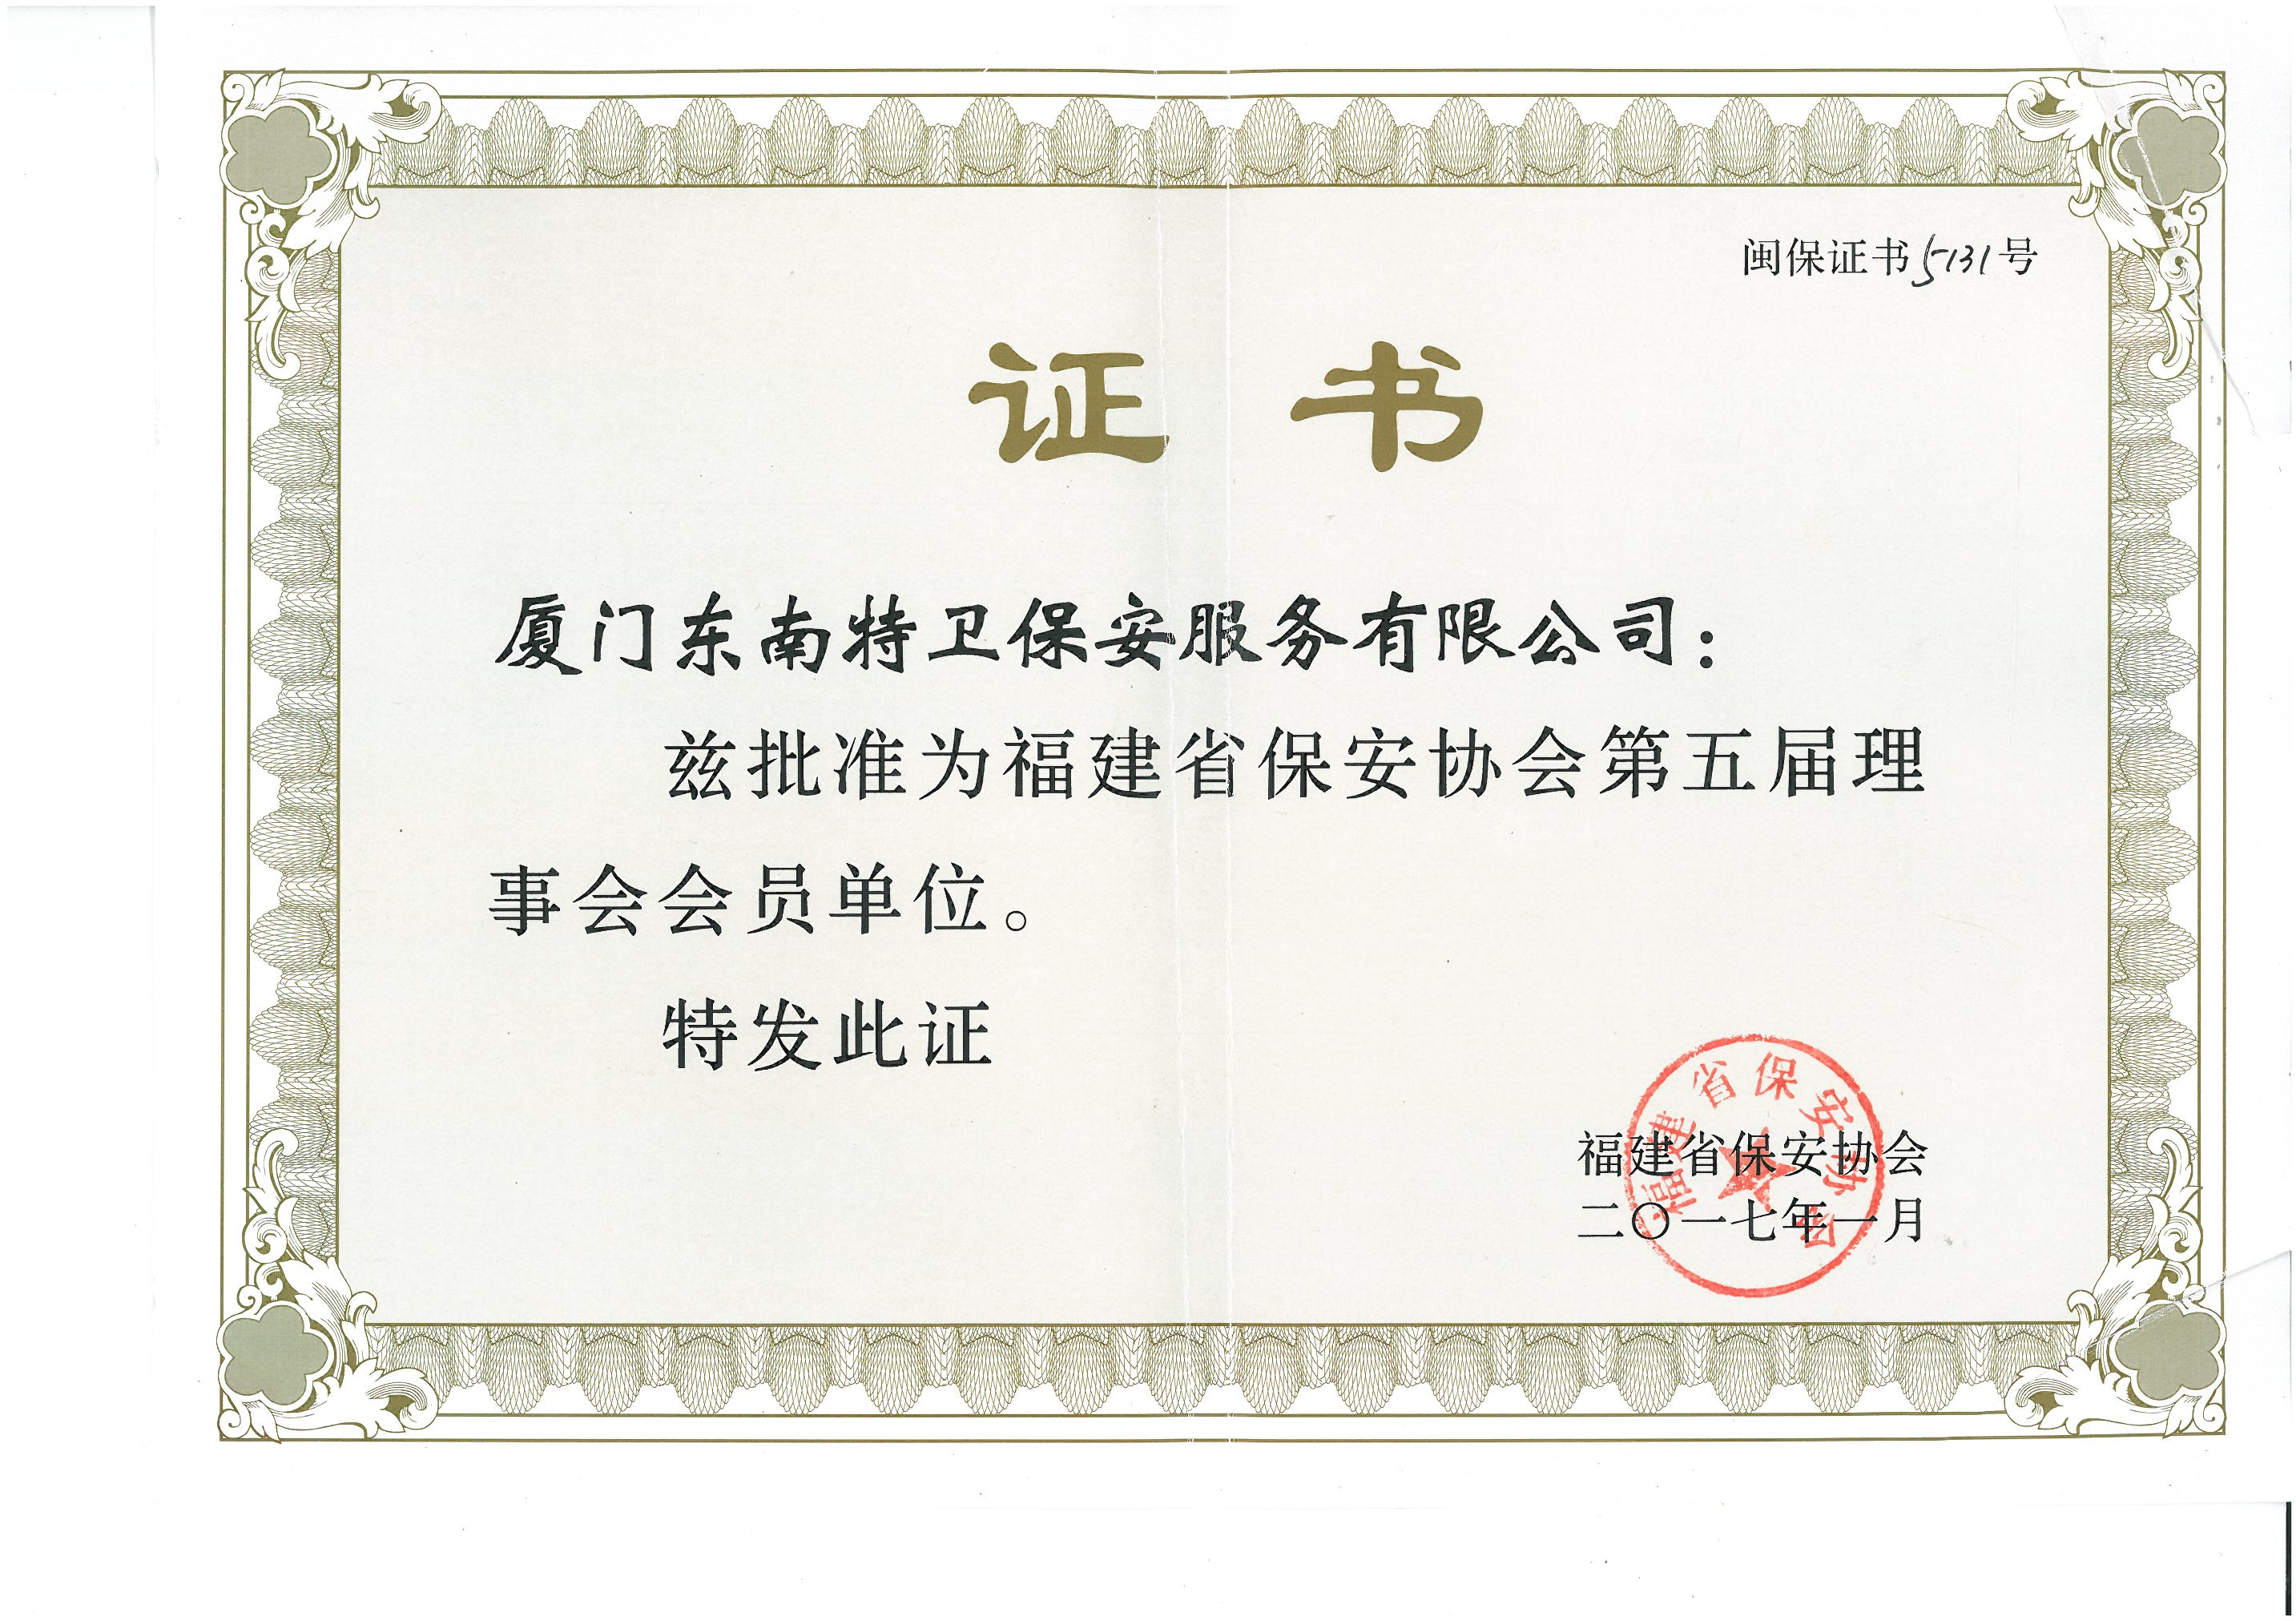 闽保证书5131号
证 书
厦门东南特卫保安服务有限公司：
兹批准为福建省保安协会第五届理
事会会员单位。
特发此证
福建省保安协会
福建省保安协会
二〇一七年一月